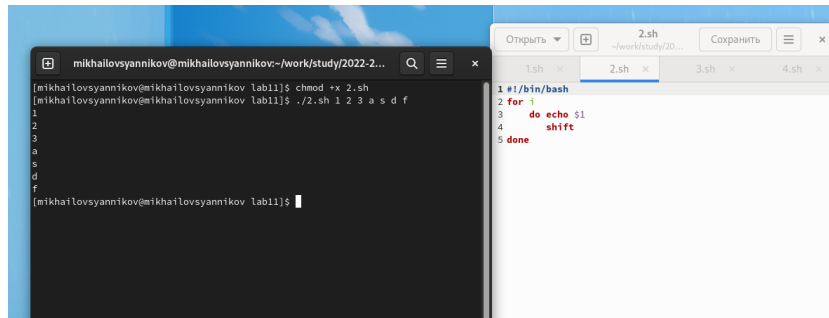 mikhailovsyannikov@mikhailovsyannikov:~/work/study/2022-2...
[mikhailovsyannikov@mikhailovsyannikov lab11]$ chmod +x 2.sh
[mikhailovsyannikov@mikhailovsyannikov lab11]$ ./2.sh 1 2 3 a s d f
1
2
3
a
s
d
f
[mikhailovsyannikov@mikhailovsyannikov lab11]$
Открыть 2.sh Сохранить
~/work/study/20...
1.sh × 2.sh × 3.sh × 4.sh ×
1 #!/bin/bash
2 for i
3 do echo $1
4 shift
5 done